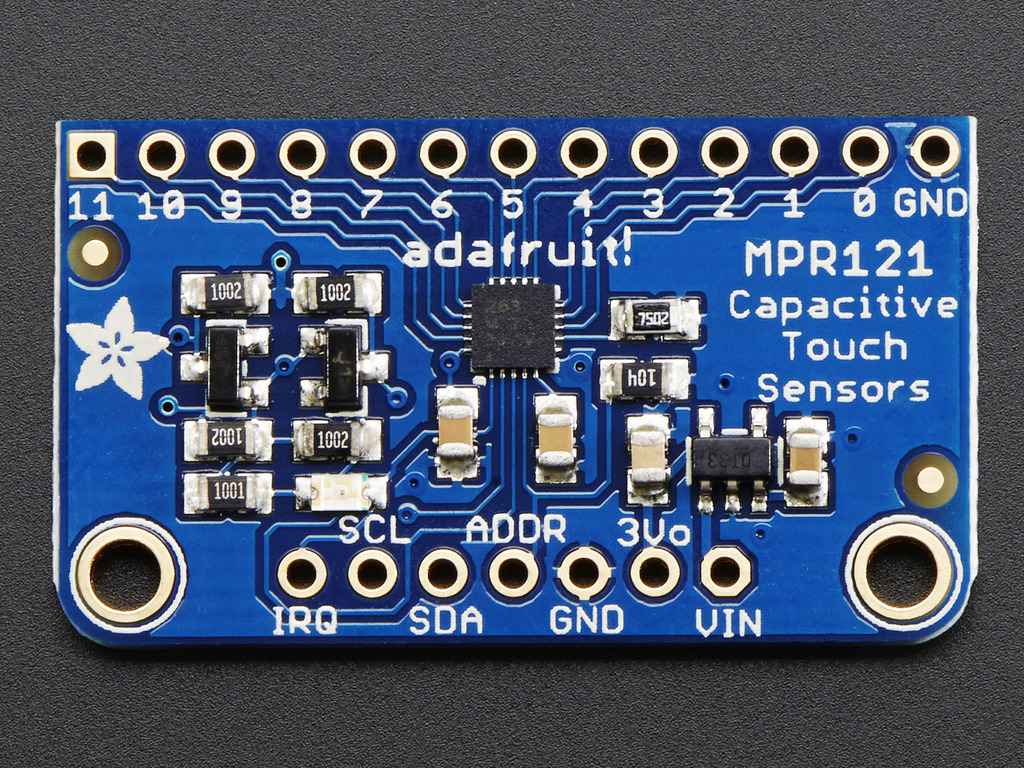 11 10 9 8 7 6 5 4 3 2 1 0 GND
adafruit!
MPR121
Capacitive
Touch
Sensors
1002 1002
7502
104
1002 1002
1001
SCL ADDR 3Vo
IRQ SDA GND VIN